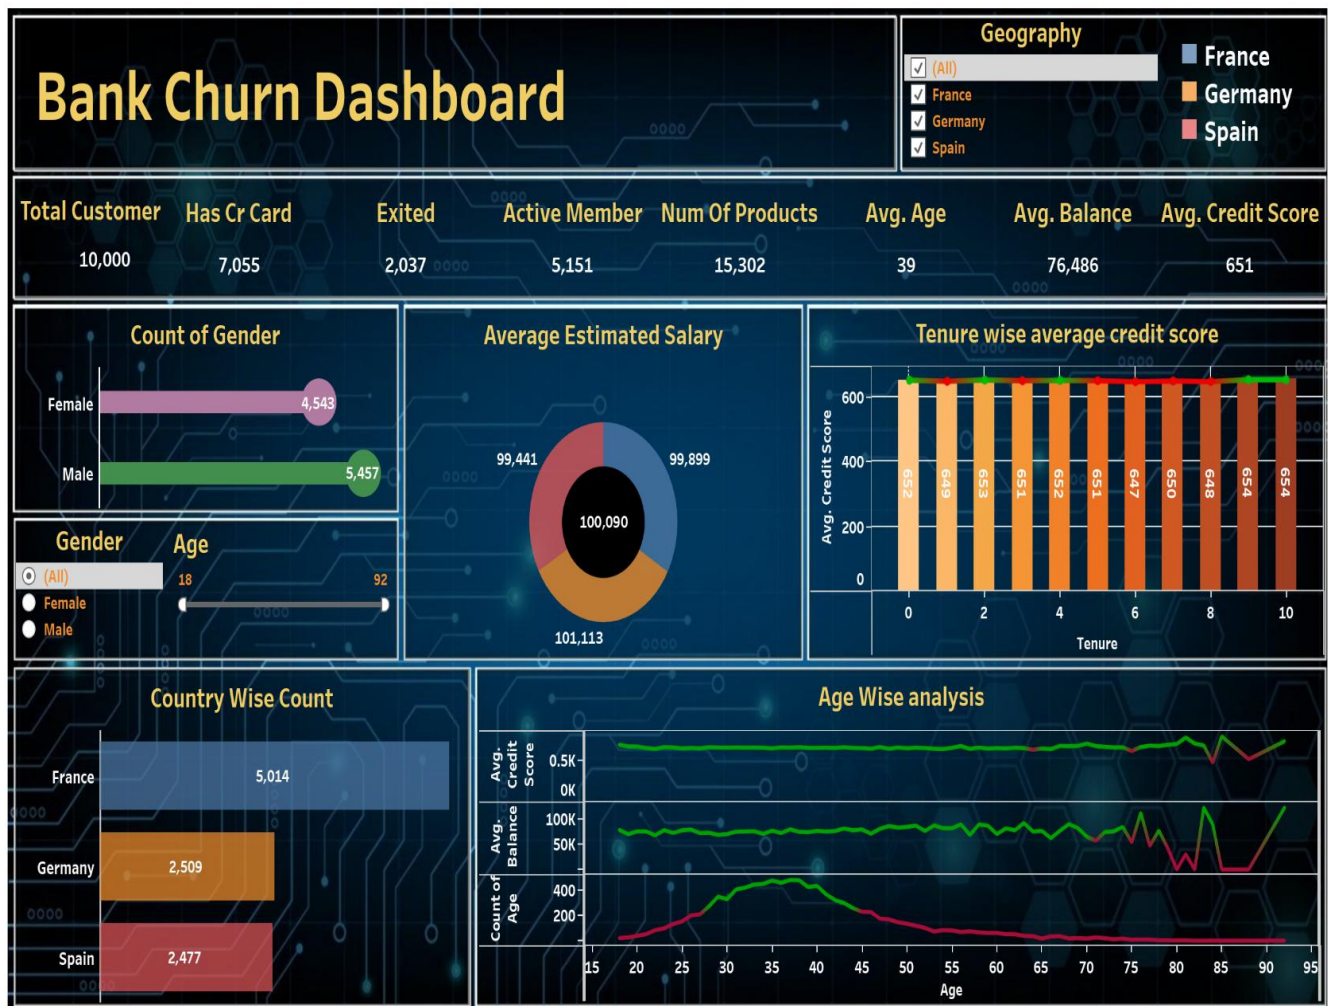 Bank Churn Dashboard
Geography
(All)
France
Germany
Spain
France
Germany
Spain
Total Customer Has Cr Card Exited Active Member Num Of Products Avg. Age Avg. Balance Avg. Credit Score
10,000 7,055 2,037 5,151 15,302 39 76,486 651
Count of Gender
Female 4,543
Male 5,457
Gender
(All)
Female
Male
Age
18 92
Average Estimated Salary
99,441 99,899
100,090
101,113
Tenure wise average credit score
Avg. Credit Score
600
400
200
0
652 649 653 651 652 651 647 650 648 654 654
0 2 4 6 8 10
Tenure
Country Wise Count
France 5,014
Germany 2,509
Spain 2,477
Age Wise analysis
Avg. Credit Score
0.5K
0K
Avg. Balance
100K
50K
Count of Age
400
200
15 20 25 30 35 40 45 50 55 60 65 70 75 80 85 90 95
Age